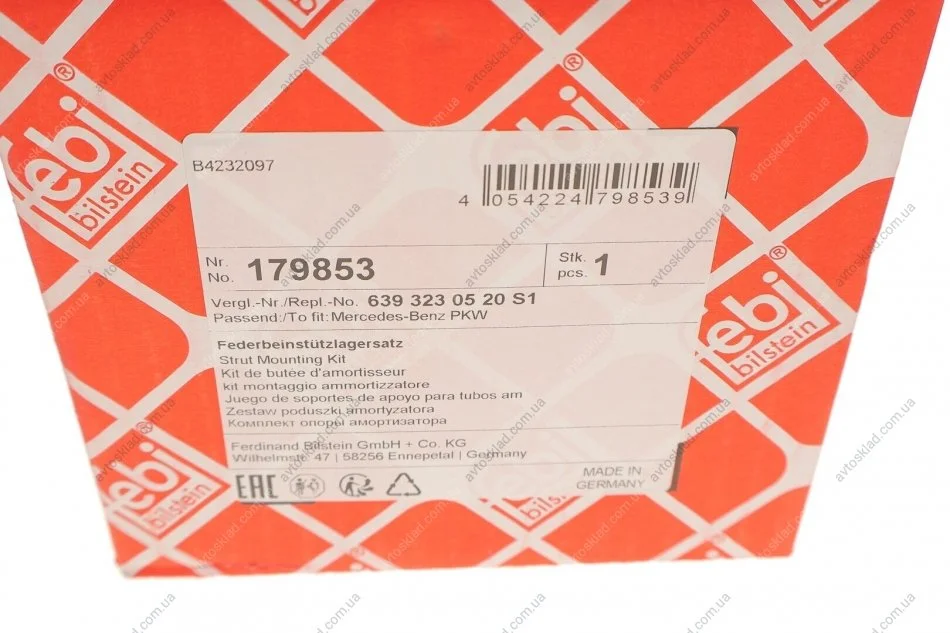 febi®
bilstein
B4232097
4 054224 798539
Nr.
No. 179853
Stk.
pcs. 1
Vergl.-Nr./Repl.-No. 639 323 05 20 S1
Passend:/To fit: Mercedes-Benz PKW
Federbeinstützlagersatz
Strut Mounting Kit
Kit de butée d'amortisseur
kit montaggio ammortizzatore
Juego de soportes de apoyo para tubos am
Zestaw poduszki amortyzatora
Комплект опоры амортизатора
Ferdinand Bilstein GmbH + Co. KG
Wilhelmstr. 47 | 58256 Ennepetal | Germany
EAC
MADE IN
GERMANY
febi®
bilstein
febi®
bilstein
bilstein
avtosklad.com.ua